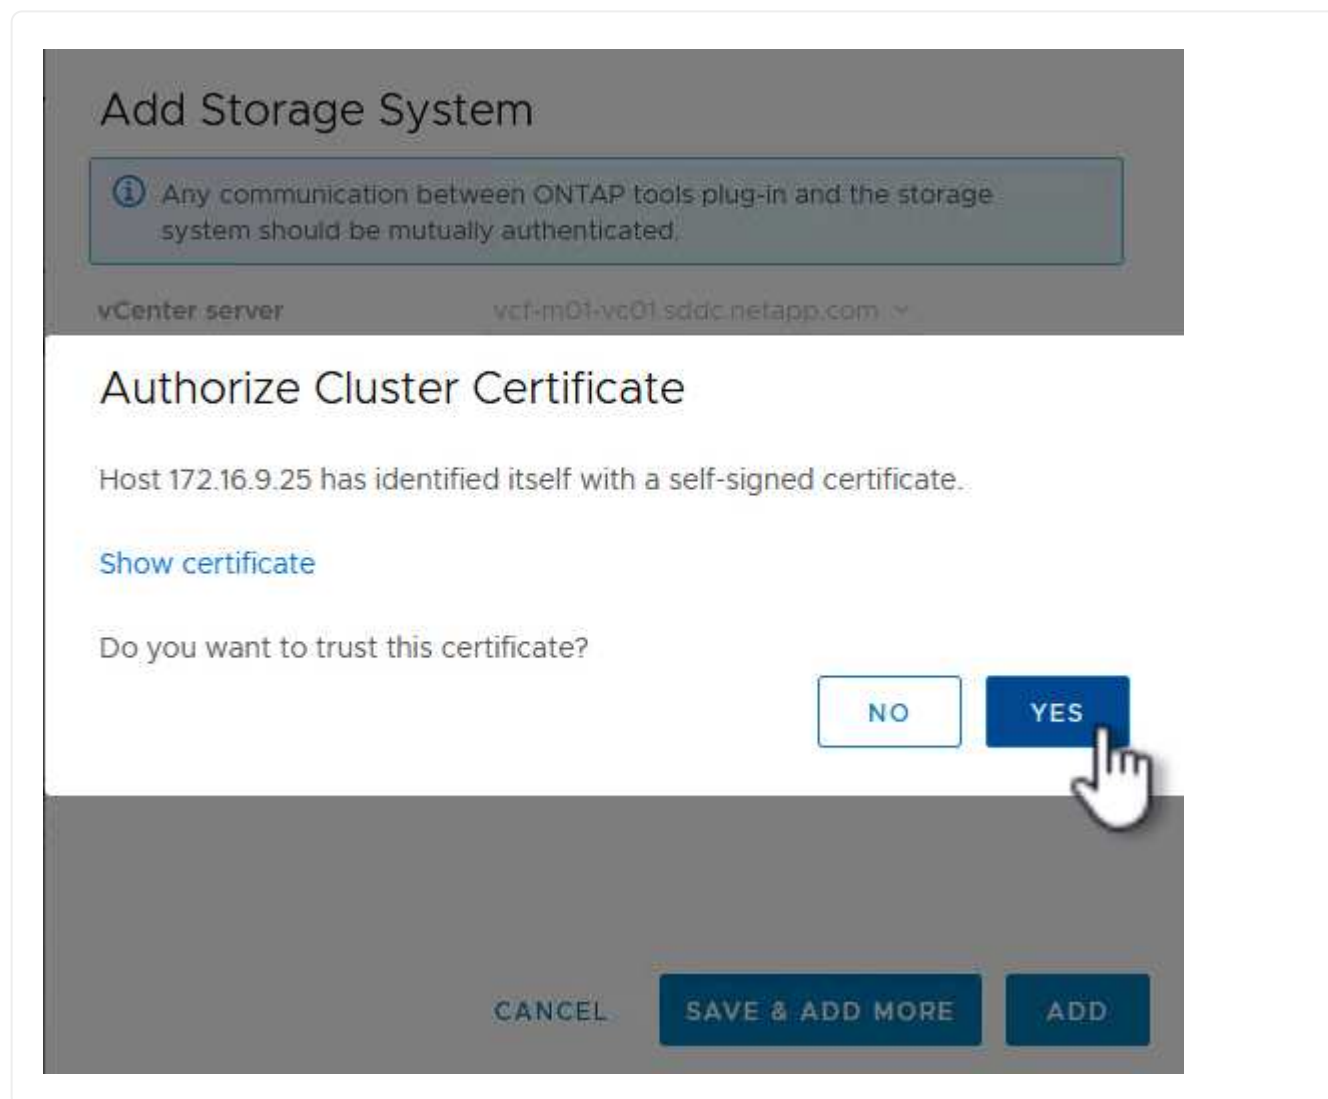 Add Storage System
Any communication between ONTAP tools plug-in and the storage
system should be mutually authenticated.
vCenter server vcf-m01-vc01.sddc.netapp.com
Authorize Cluster Certificate
Host 172.16.9.25 has identified itself with a self-signed certificate.
Show certificate
Do you want to trust this certificate?
NO YES
CANCEL SAVE & ADD MORE ADD